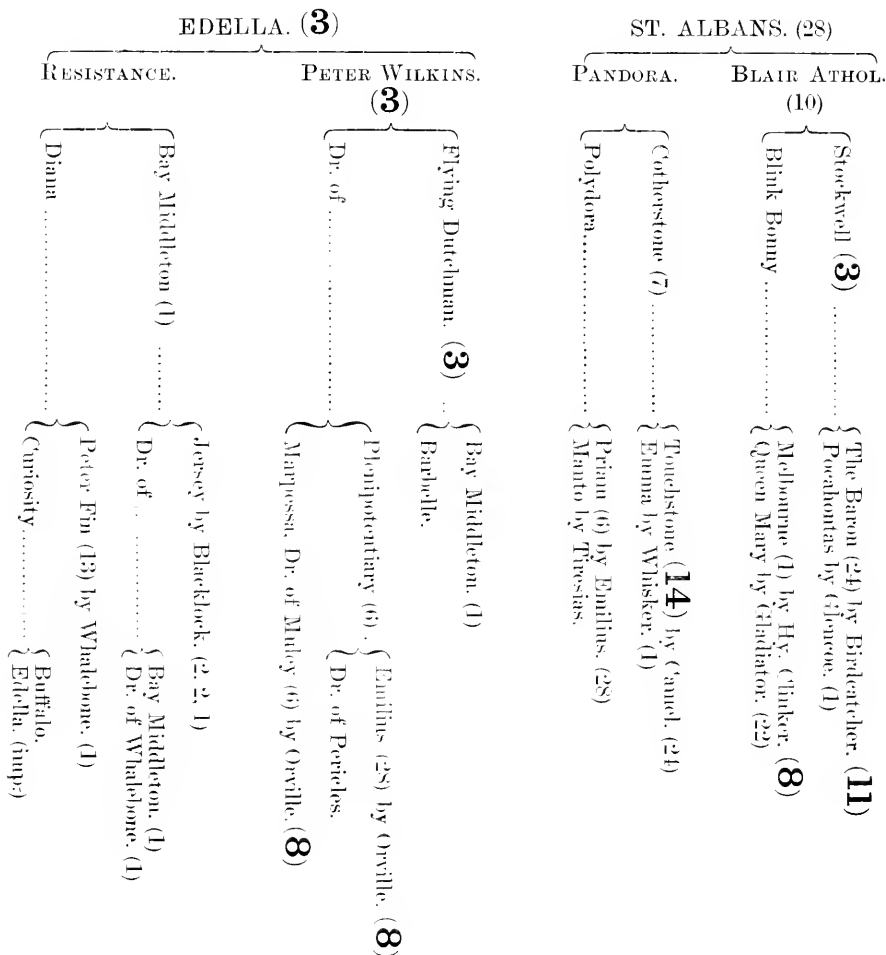 EDELLA. (3)
RESISTANCE.
PETER WILKINS. (3)
Diana
Bay Middleton (1)
Dr. of
Flying Dutchman. (3)
Curiosity
Peter Fin (13) by Whalebone. (1)
Dr. of
Jersey by Blacklock. (2, 2, 1)
Marpessa, Dr. of Muley (6) by Orville. (8)
Plenipotentiary (6)
Barbelle.
Bay Middleton. (1)
Edella. (imp:)
Buffalo.
Dr. of Whalebone. (1)
Bay Middleton. (1)
Dr. of Pericles.
Emilius (28) by Orville. (8)
ST. ALBANS. (28)
PANDORA.
BLAIR ATHOL. (10)
Polydora
Cotherstone (7)
Blink Bonny
Stockwell (3)
Manto by Tiresias.
Priam (6) by Emilius. (28)
Emma by Whisker. (1)
Touchstone (14) by Camel. (24)
Queen Mary by Gladiator. (22)
Melbourne (1) by Hy. Clinker. (8)
Pocahontas by Glencoe. (1)
The Baron (24) by Birdcatcher. (11)